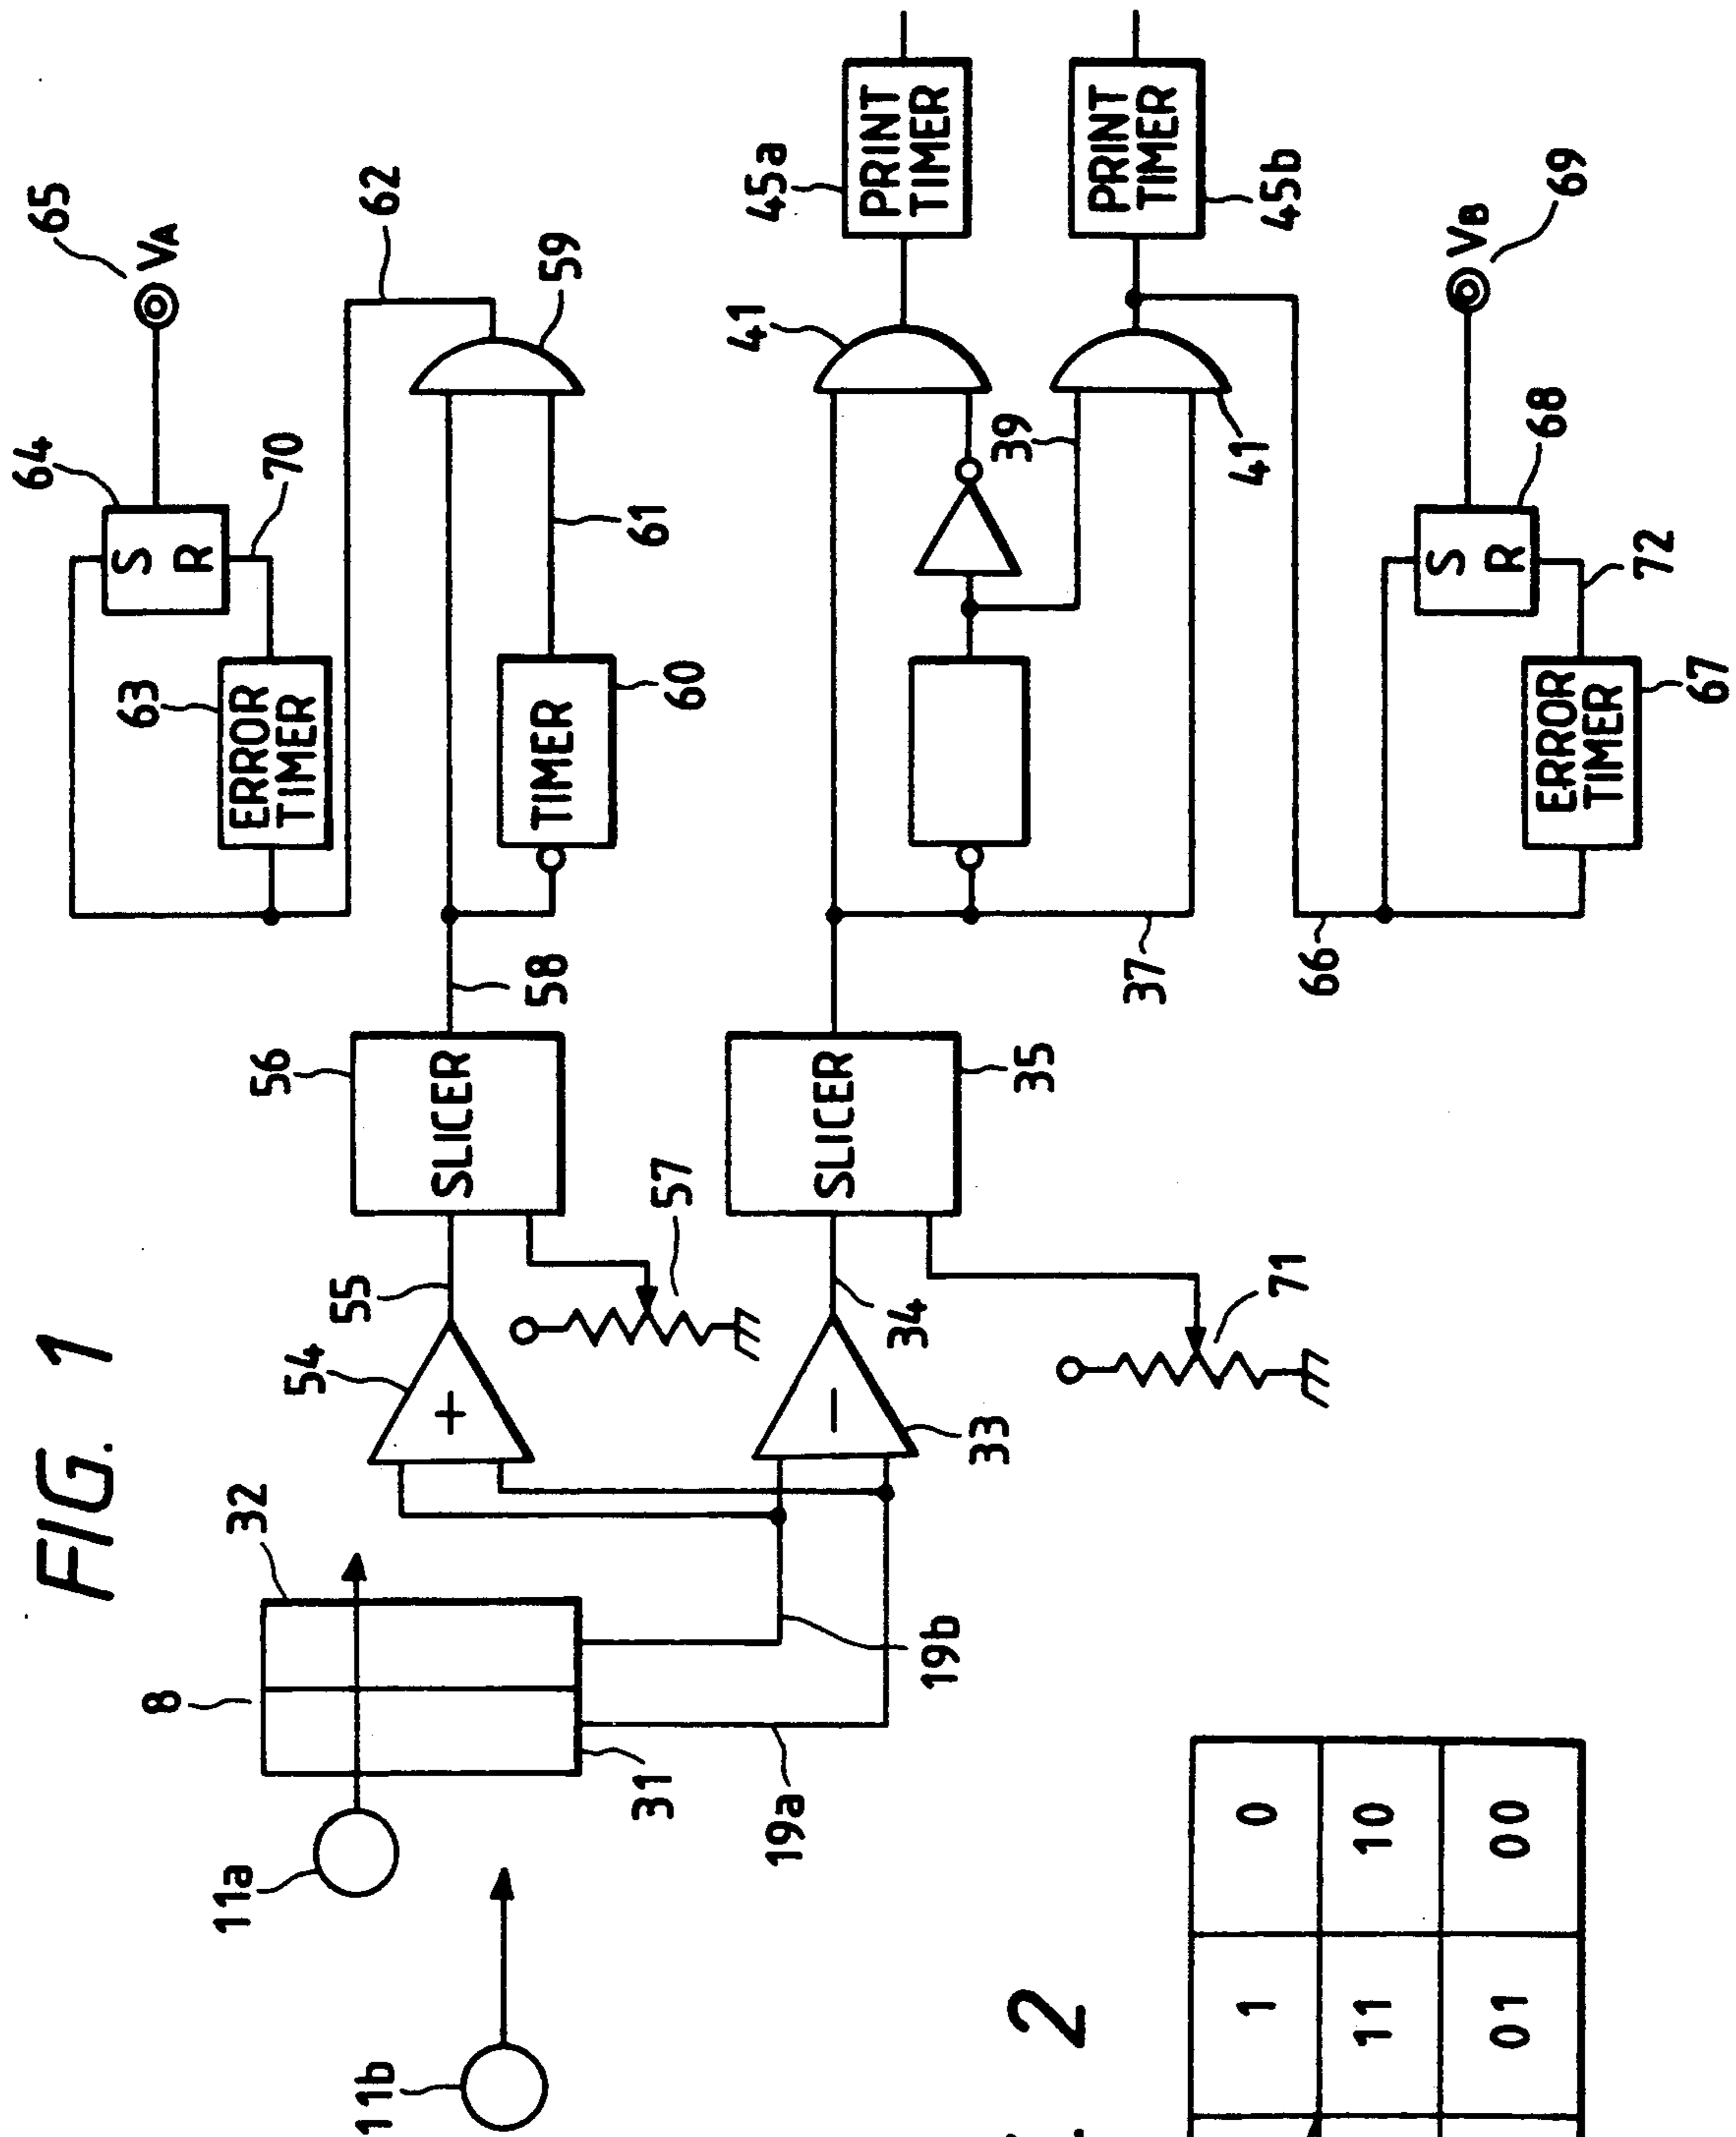 FIG. 1
65
VA
64
S
R
70
62
63
ERROR
TIMER
59
61
TIMER
60
58
56
SLICER
55
54
+
57
32
8
31
11a
11b
19a
19b
33
−
34
SLICER
35
71
37
39
41
41
45a
PRINT
TIMER
45b
PRINT
TIMER
66
VB
69
S
R
68
72
ERROR
TIMER
67
2
1 0
11 10
01 00